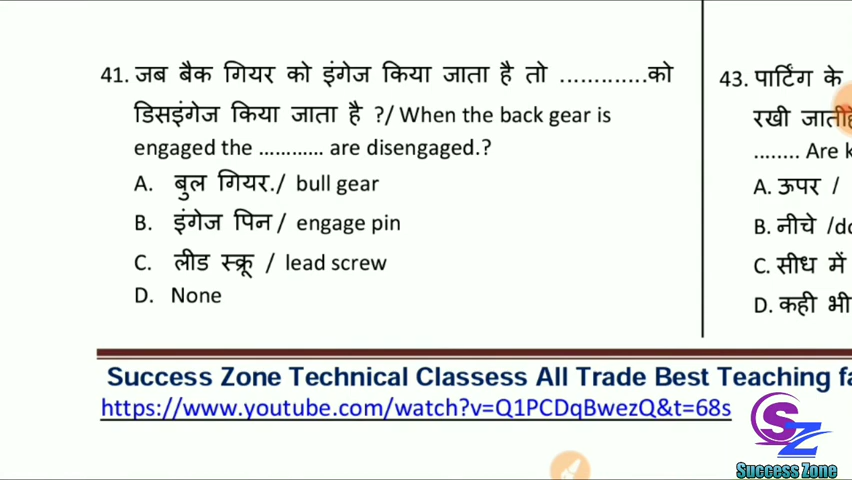 41. जब बैक गियर को इंगेज किया जाता है तो .............को
डिसइंगेज किया जाता है ?/ When the back gear is
engaged the ............ are disengaged.?
A. बुल गियर./ bull gear
B. इंगेज पिन / engage pin
C. लीड स्क्रू / lead screw
D. None
43. पार्टिंग के
रखी जाती
........ Are
A. ऊपर /
B. नीचे /
C. सीध में
D. कही भी
Success Zone Technical Classess All Trade Best Teaching
https://www.youtube.com/watch?v=Q1PCDqBwezQ&t=68s
SZ
Success Zone